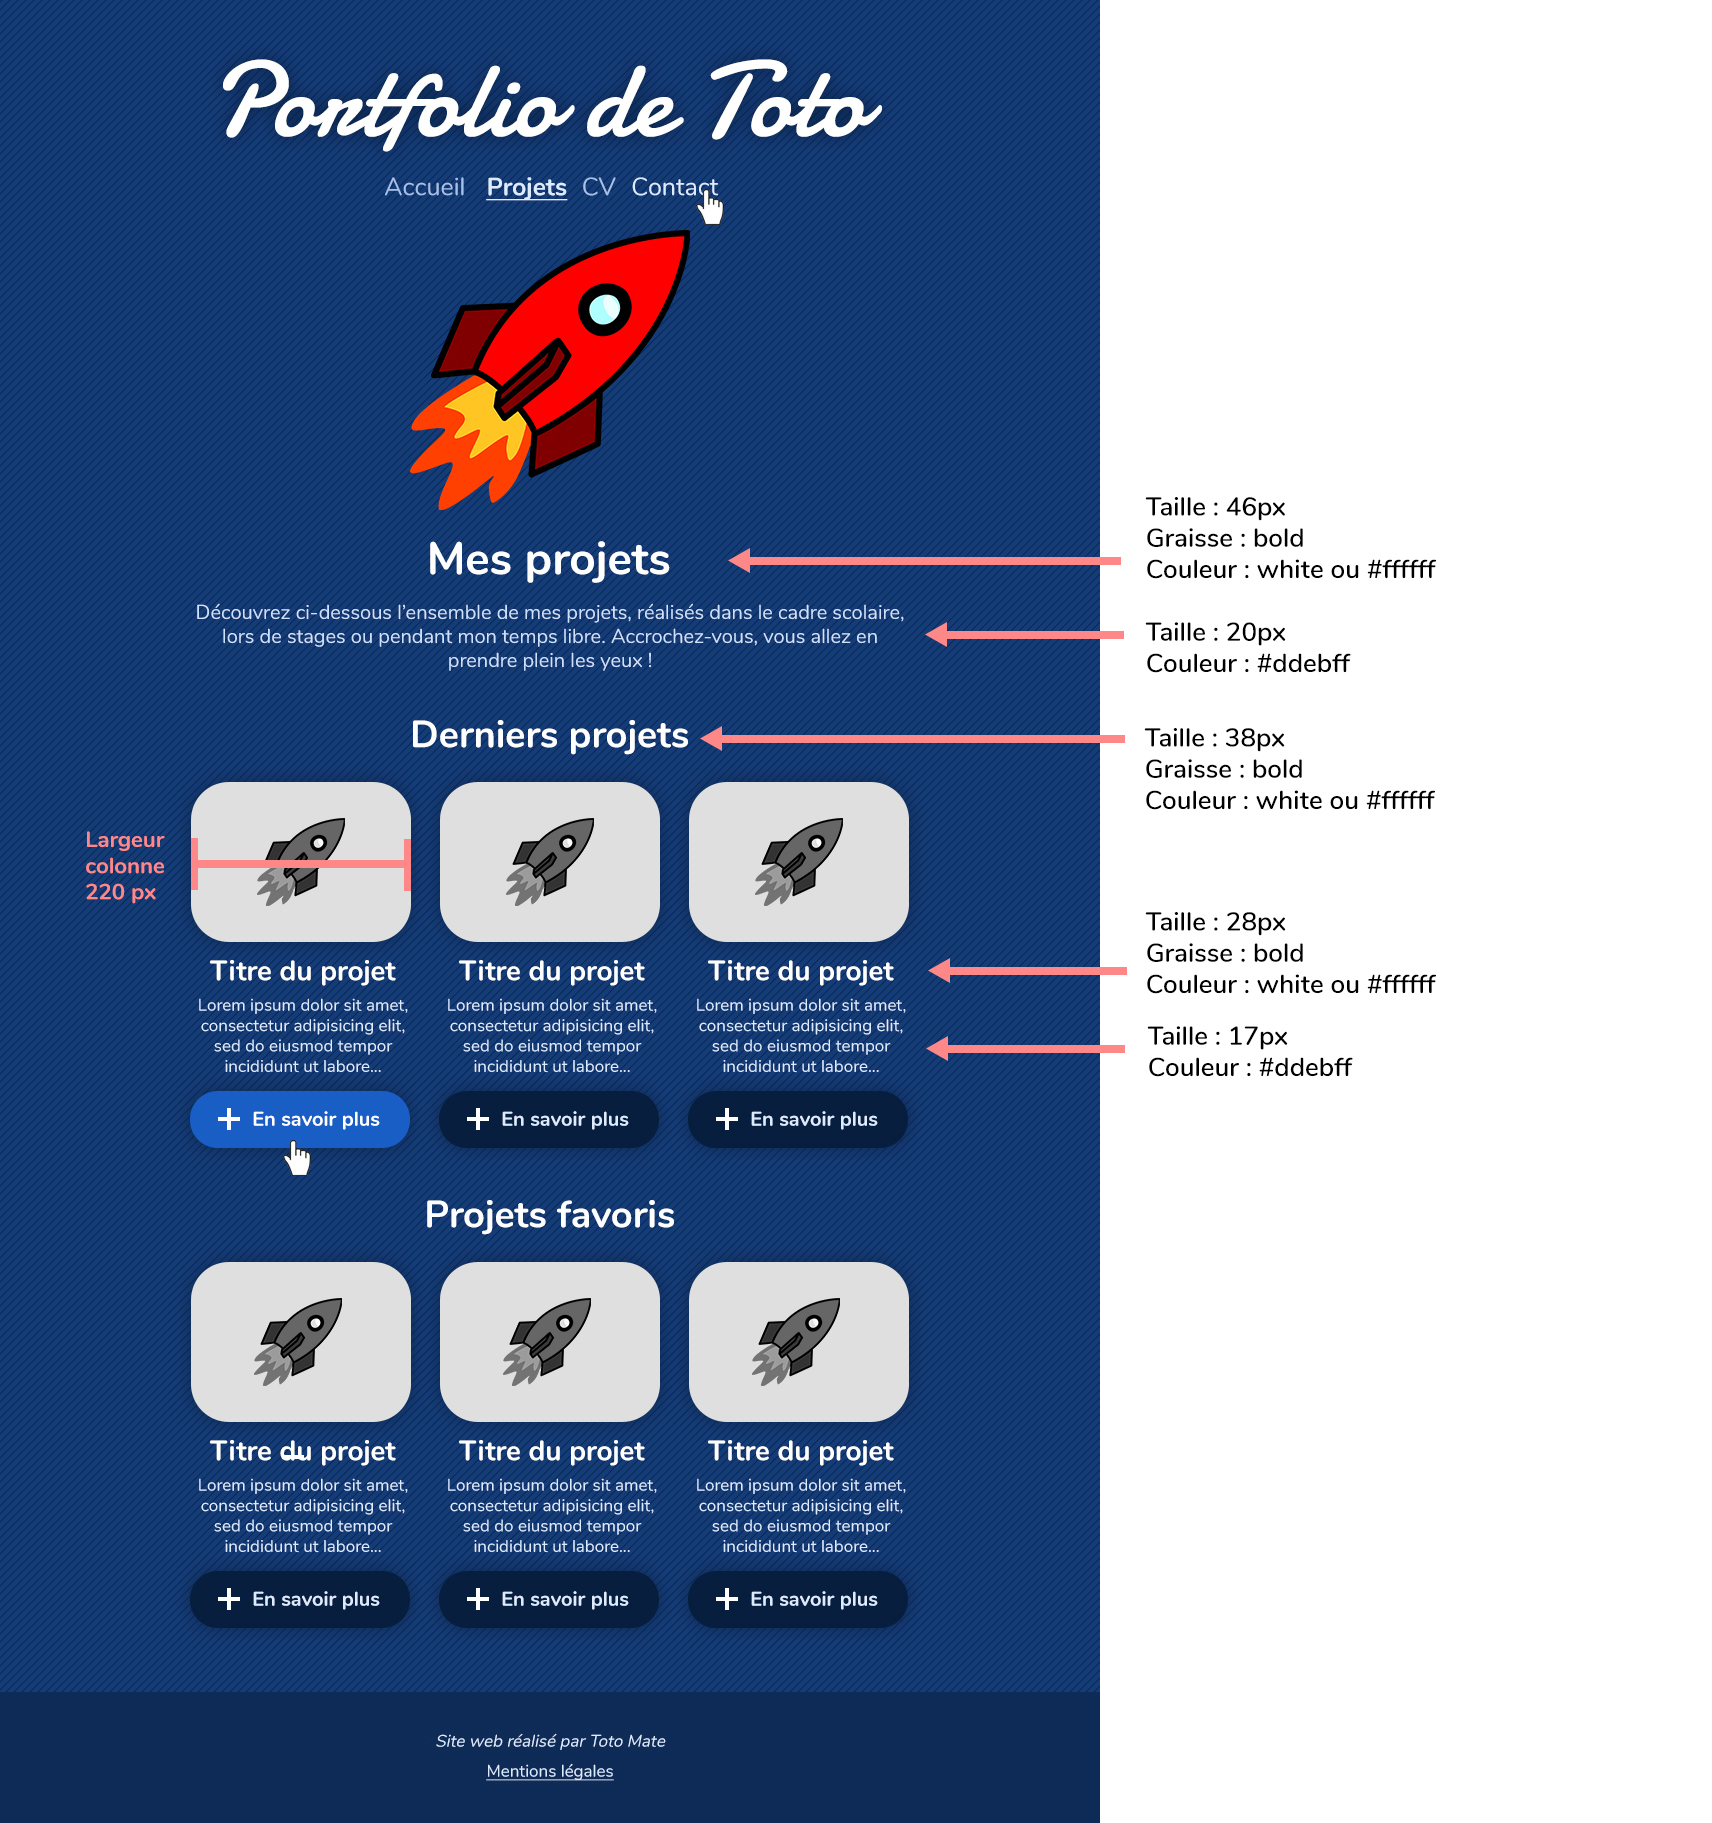 Portfolio de Toto
Accueil Projets CV Contact
Mes projets
Taille : 46px
Graisse : bold
Couleur : white ou #ffffff
Découvrez ci-dessous l'ensemble de mes projets, réalisés dans le cadre scolaire,
lors de stages ou pendant mon temps libre. Accrochez-vous, vous allez en
prendre plein les yeux !
Taille : 20px
Couleur : #ddebff
Derniers projets
Taille : 38px
Graisse : bold
Couleur : white ou #ffffff
Largeur
colonne
220 px
Titre du projet
Lorem ipsum dolor sit amet,
consectetur adipisicing elit,
sed do eiusmod tempor
incididunt ut labore...
En savoir plus
Titre du projet
Lorem ipsum dolor sit amet,
consectetur adipisicing elit,
sed do eiusmod tempor
incididunt ut labore...
En savoir plus
Titre du projet
Lorem ipsum dolor sit amet,
consectetur adipisicing elit,
sed do eiusmod tempor
incididunt ut labore...
En savoir plus
Taille : 28px
Graisse : bold
Couleur : white ou #ffffff
Taille : 17px
Couleur : #ddebff
Projets favoris
Titre du projet
Lorem ipsum dolor sit amet,
consectetur adipisicing elit,
sed do eiusmod tempor
incididunt ut labore...
En savoir plus
Titre du projet
Lorem ipsum dolor sit amet,
consectetur adipisicing elit,
sed do eiusmod tempor
incididunt ut labore...
En savoir plus
Titre du projet
Lorem ipsum dolor sit amet,
consectetur adipisicing elit,
sed do eiusmod tempor
incididunt ut labore...
En savoir plus
Site web réalisé par Toto Mate
Mentions légales